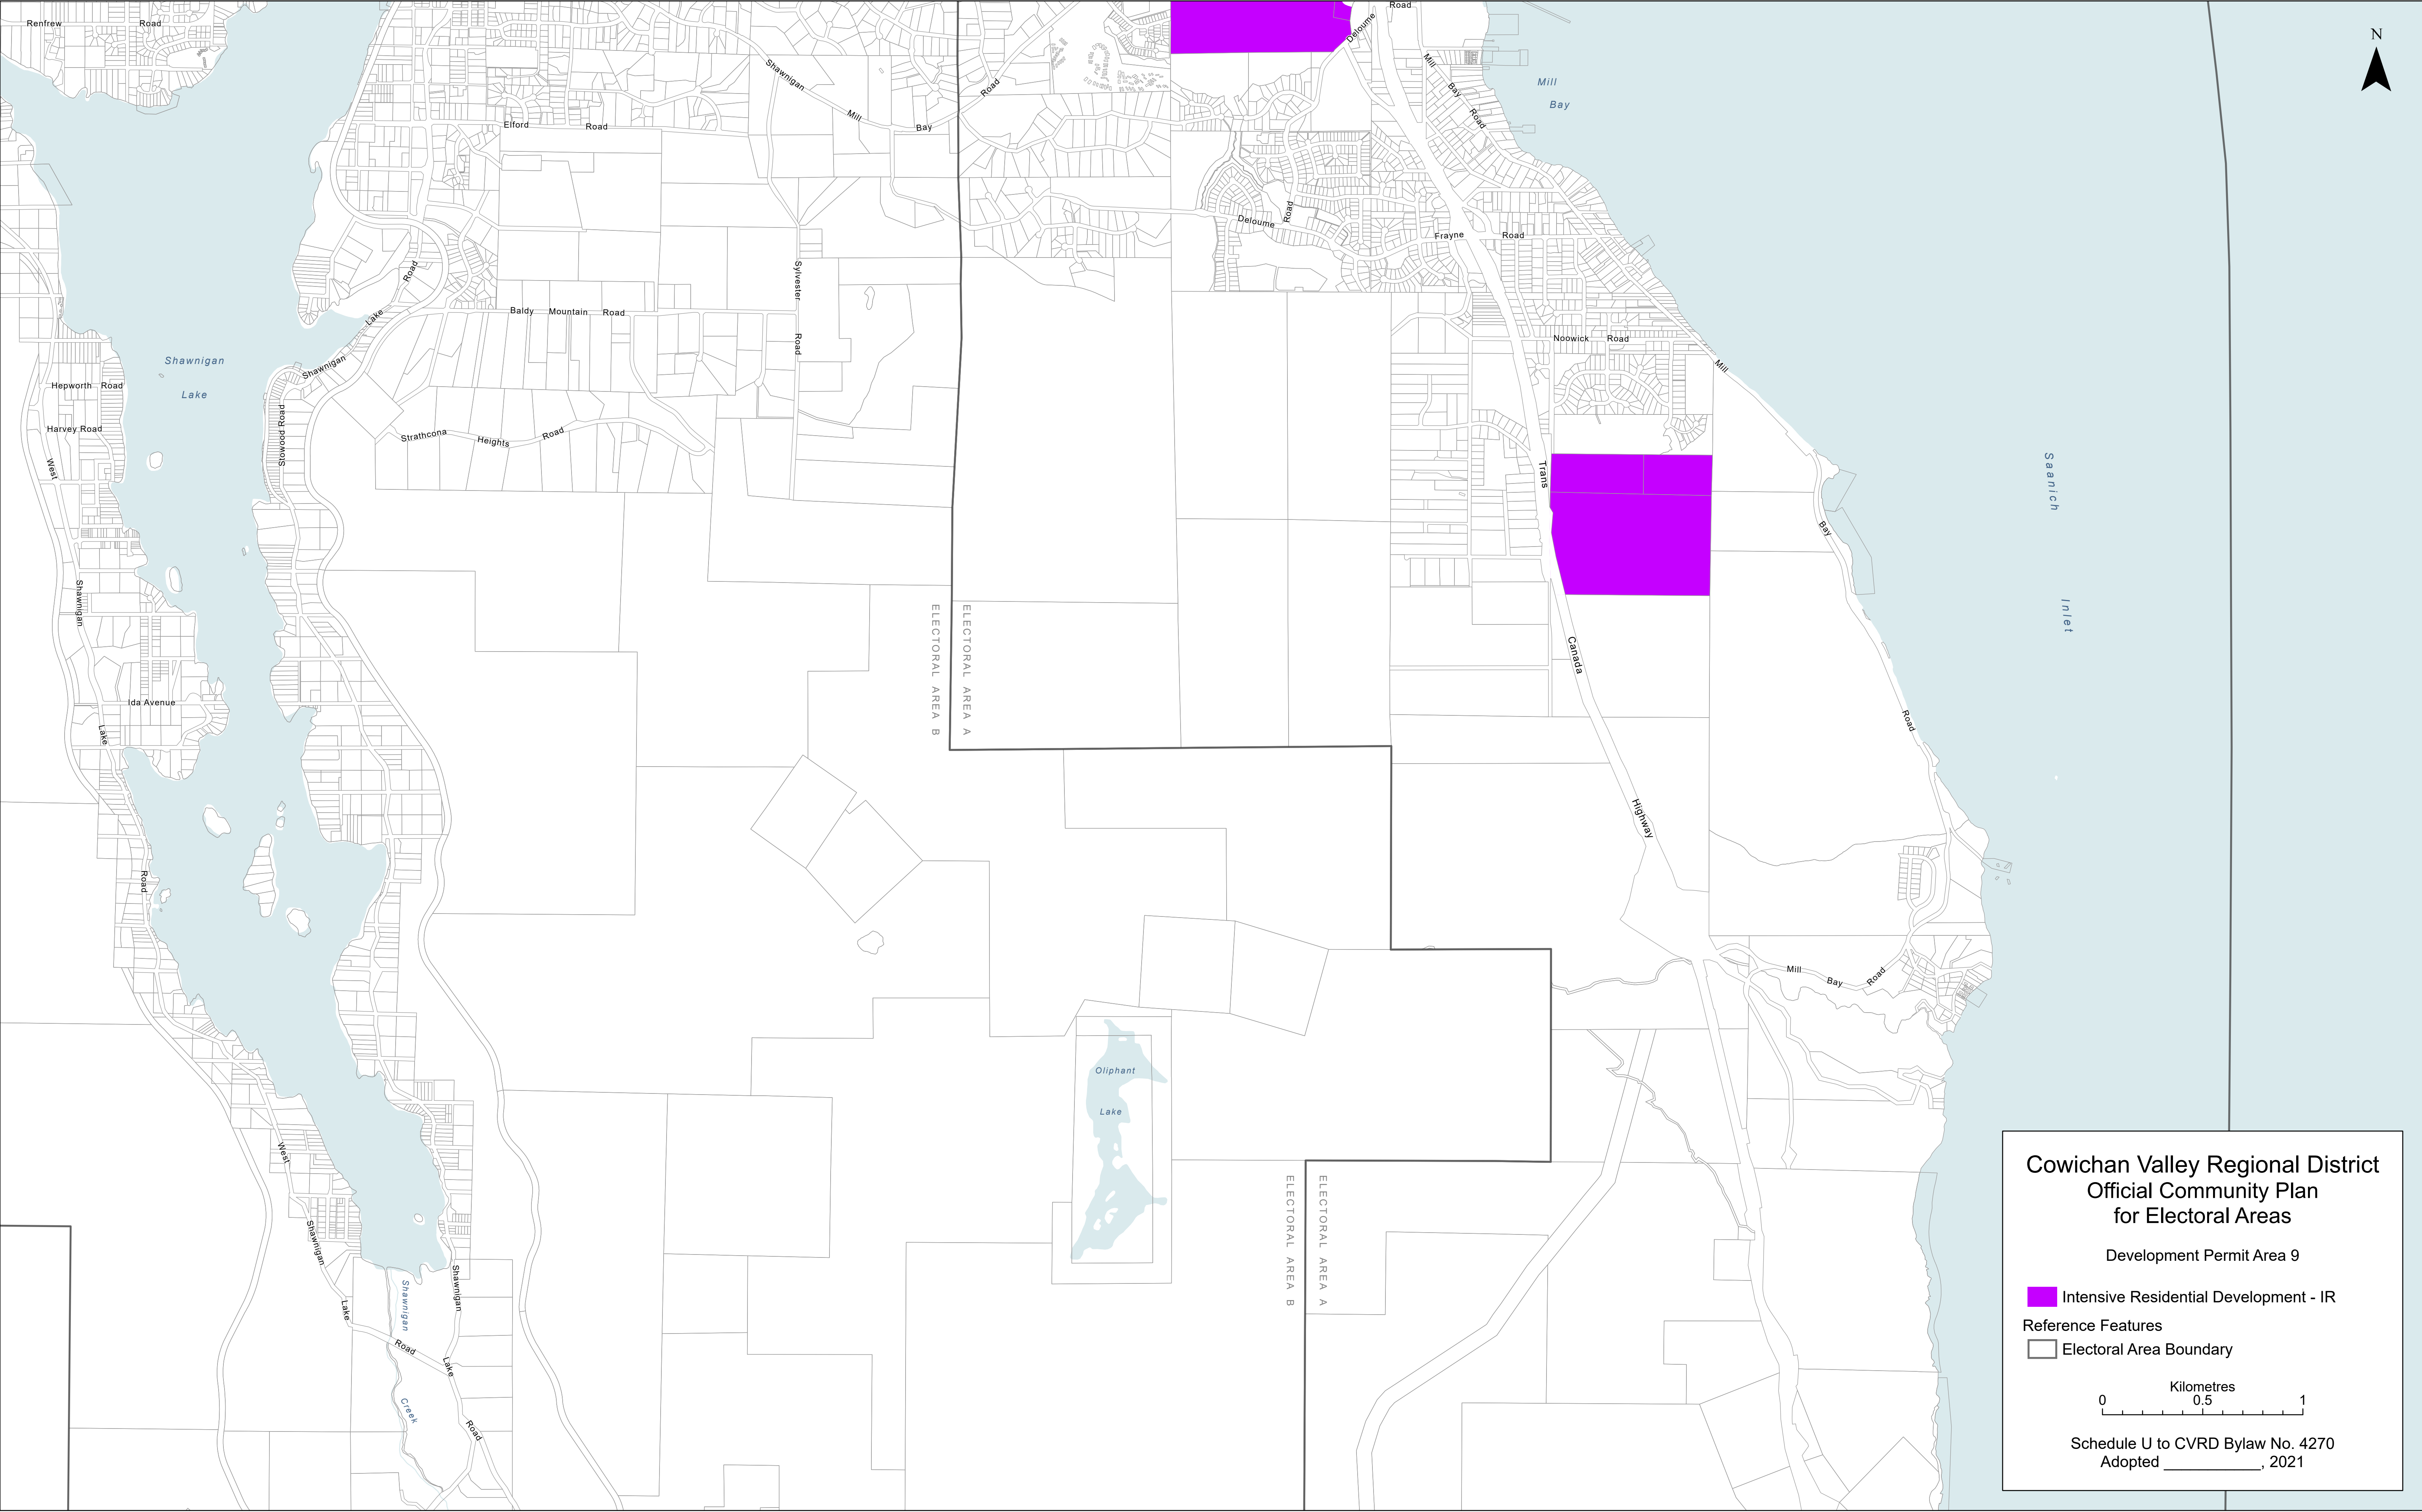 Renfrew Road
Road
Deloume
N
Shawnigan Mill Bay Road
Mill Bay Road
Mill
Bay
Elford Road
Deloume Road
Frayne Road
Lake Road
Sylvester Road
Baldy Mountain Road
Noowick Road
Shawnigan
Lake
Shawnigan
Mill
Hepworth Road
Stowood Road
Harvey Road
Strathcona Heights Road
West
Trans
Saanich
Bay
Shawnigan
Inlet
ELECTORAL AREA B
ELECTORAL AREA A
Canada
Ida Avenue
Lake
Road
Highway
Road
Mill Bay Road
Oliphant
Lake
West
Shawnigan
Lake
Road
ELECTORAL AREA B
ELECTORAL AREA A
Shawnigan
Creek
Shawnigan
Lake
Road
Cowichan Valley Regional District
Official Community Plan
for Electoral Areas
Development Permit Area 9
Intensive Residential Development - IR
Reference Features
Electoral Area Boundary
Kilometres
0 0.5 1
Schedule U to CVRD Bylaw No. 4270
Adopted ____________, 2021